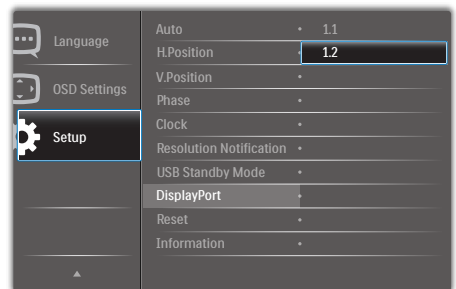 Language
OSD Settings
Setup
Auto
H.Position
V.Position
Phase
Clock
Resolution Notification
USB Standby Mode
DisplayPort
Reset
Information
1.1
1.2